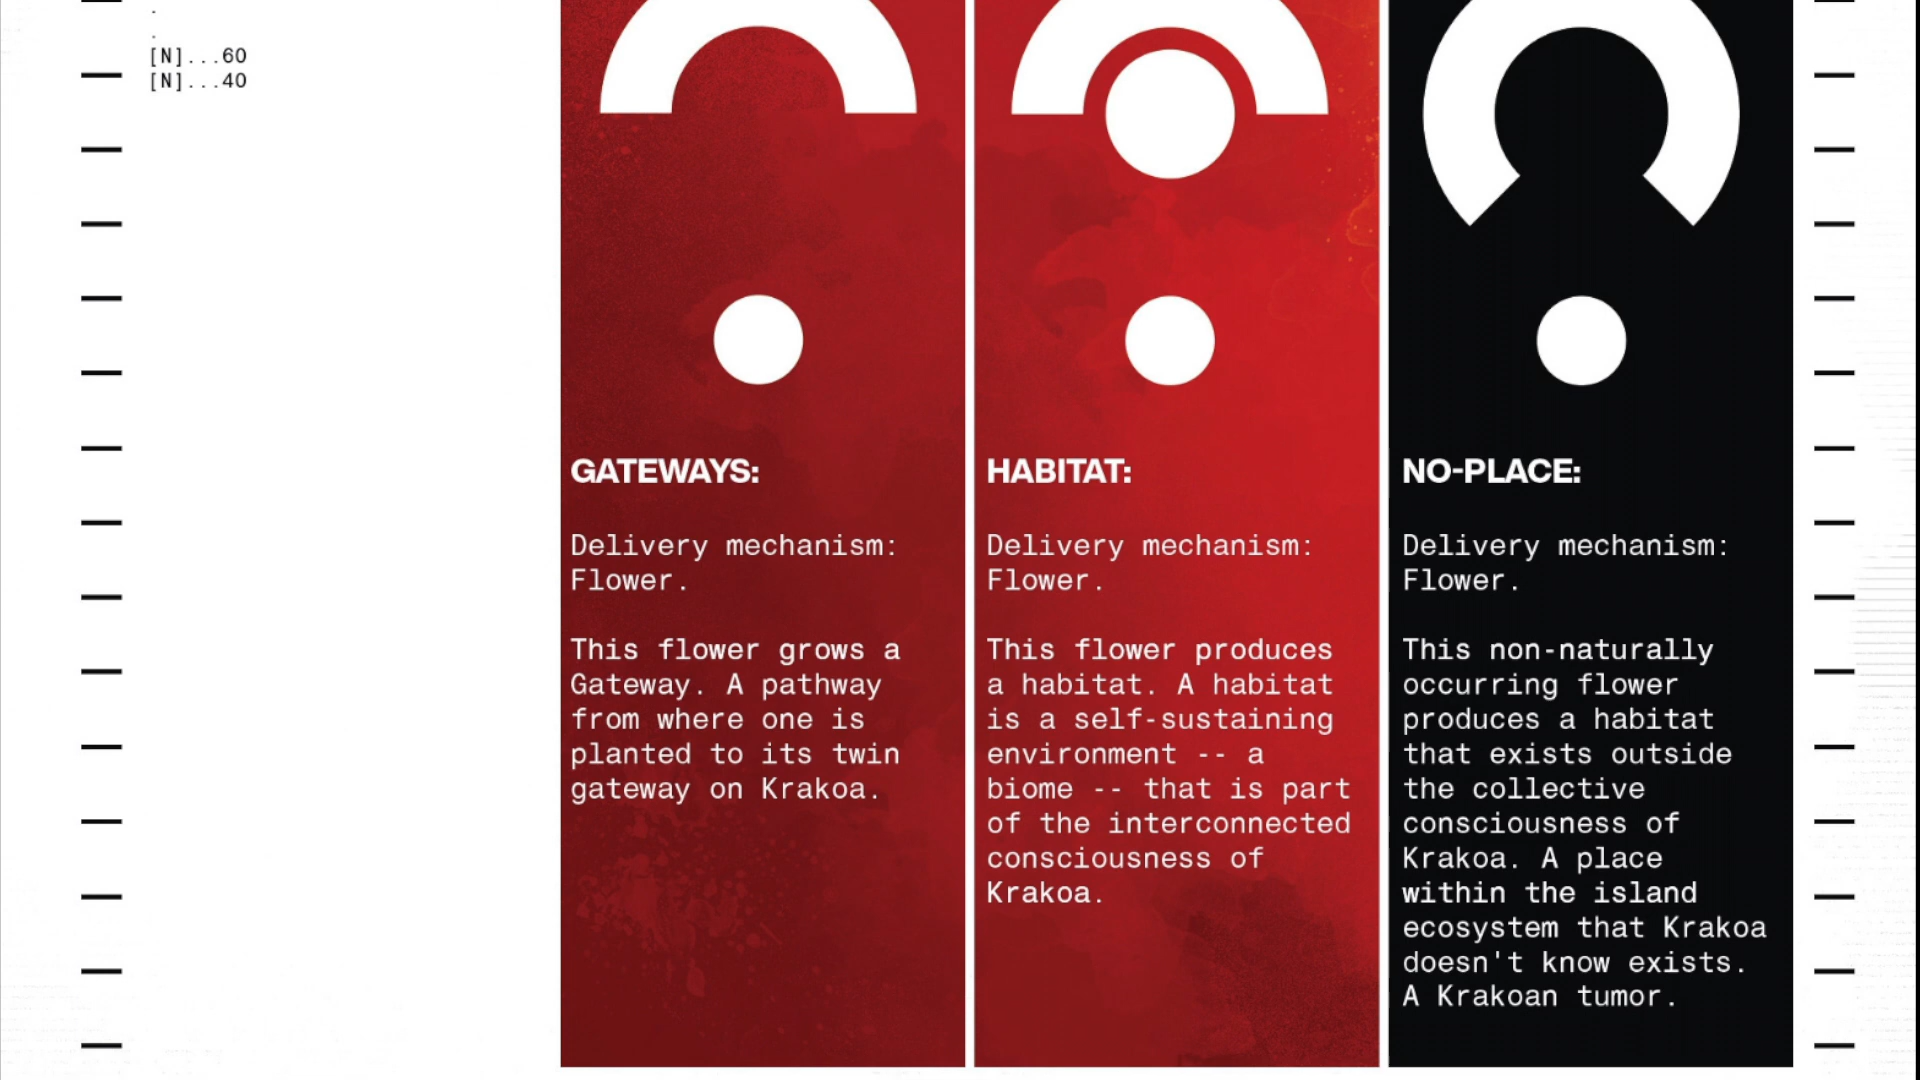 [N]...60
[N]...40
GATEWAYS:
Delivery mechanism:
Flower.
This flower grows a
Gateway. A pathway
from where one is
planted to its twin
gateway on Krakoa.
HABITAT:
Delivery mechanism:
Flower.
This flower produces
a habitat. A habitat
is a self-sustaining
environment -- a
biome -- that is part
of the interconnected
consciousness of
Krakoa.
NO-PLACE:
Delivery mechanism:
Flower.
This non-naturally
occurring flower
produces a habitat
that exists outside
the collective
consciousness of
Krakoa. A place
within the island
ecosystem that Krakoa
doesn't know exists.
A Krakoan tumor.